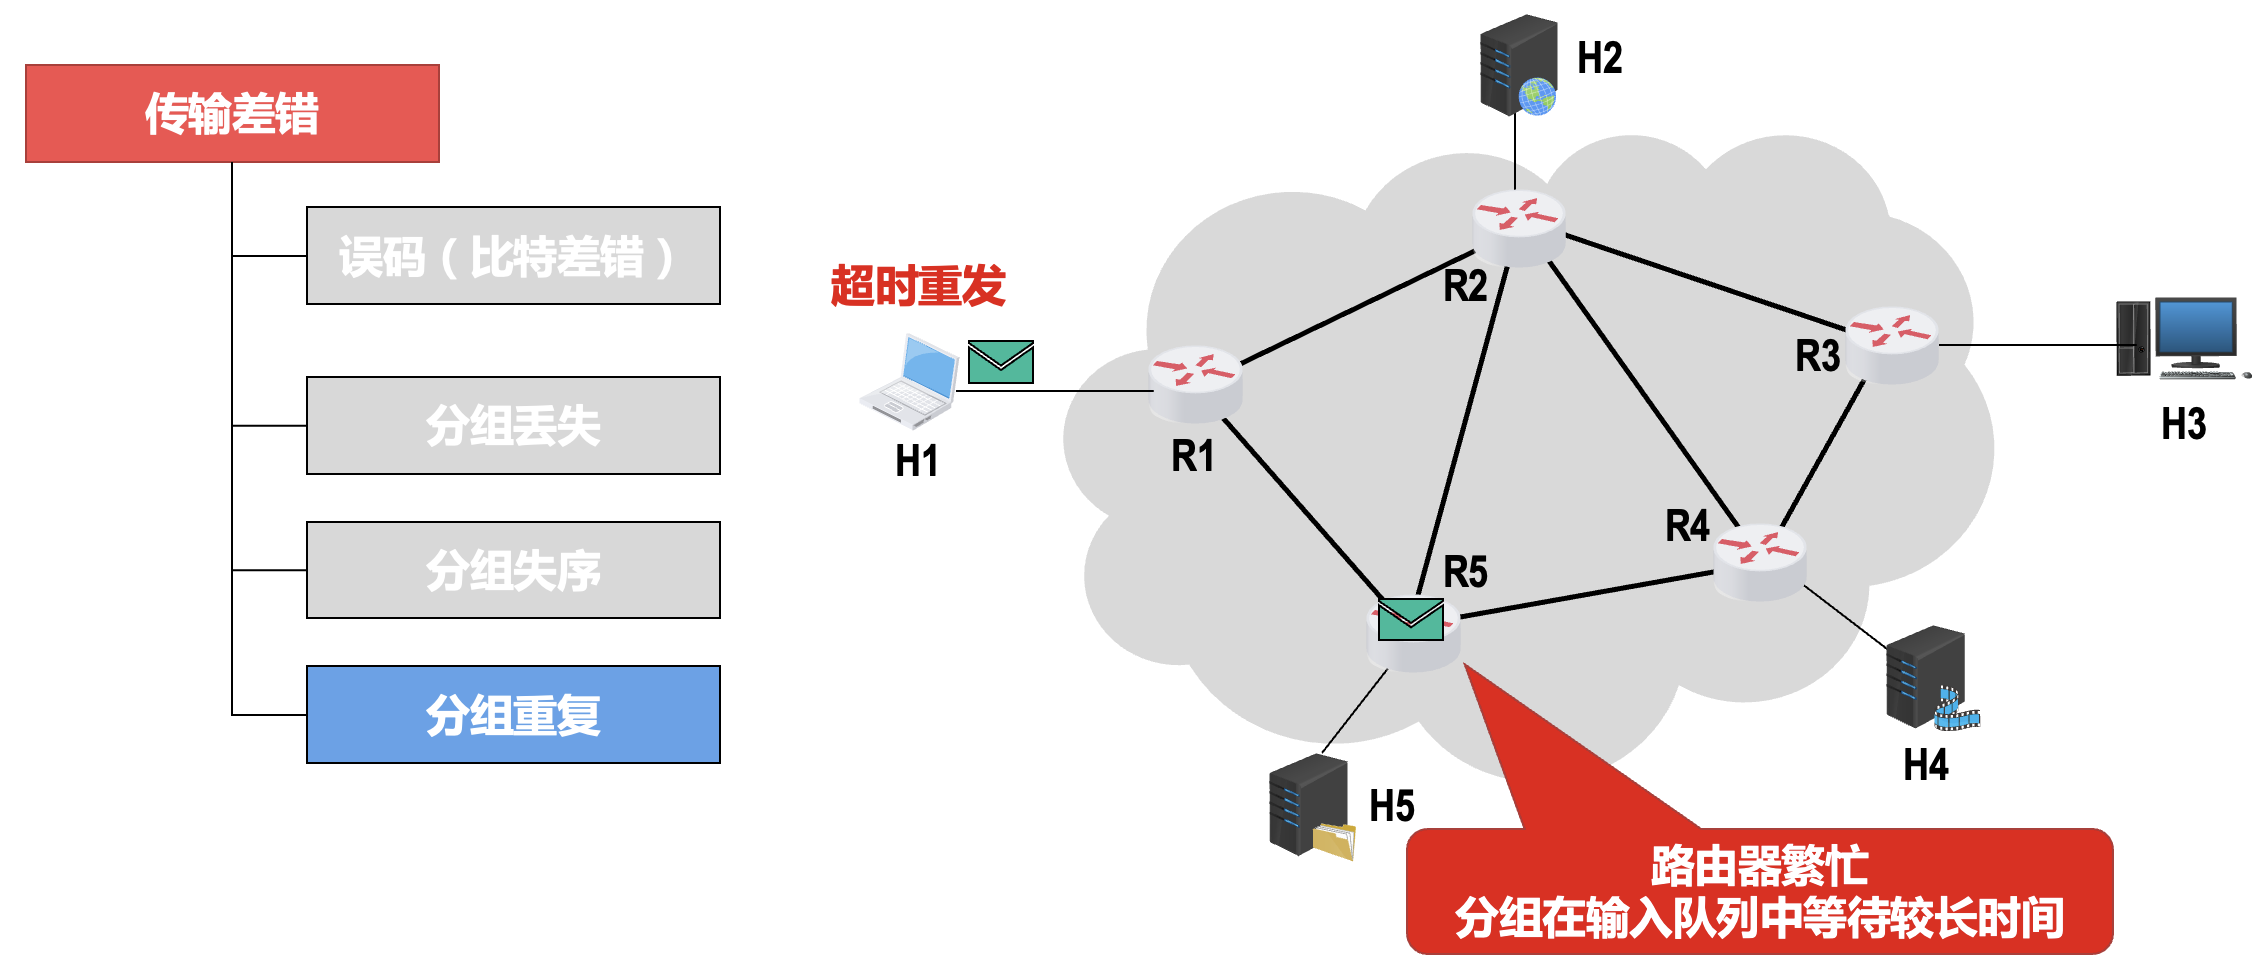 传输差错
误码（比特差错）
分组丢失
分组失序
分组重复
超时重发
H1
H2
R2
R1
R3
H3
R4
R5
H4
H5
路由器繁忙
分组在输入队列中等待较长时间